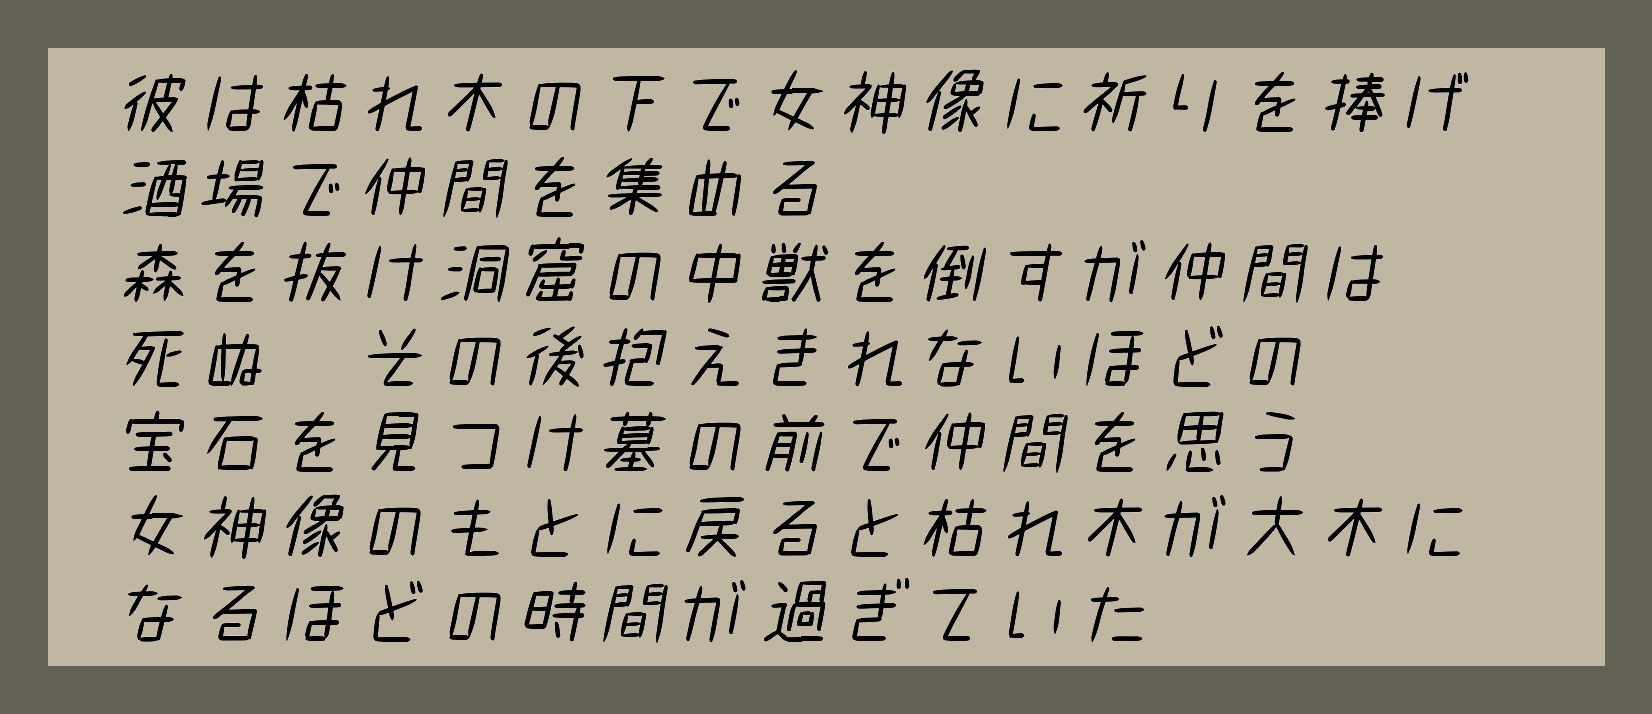 彼は枯れ木の下で女神像に祈りを捧げ
酒場で仲間を集める
森を抜け洞窟の中獣を倒すが仲間は
死ぬ　その後抱えきれないほどの
宝石を見つけ墓の前で仲間を思う
女神像のもとに戻ると枯れ木が大木に
なるほどの時間が過ぎていた